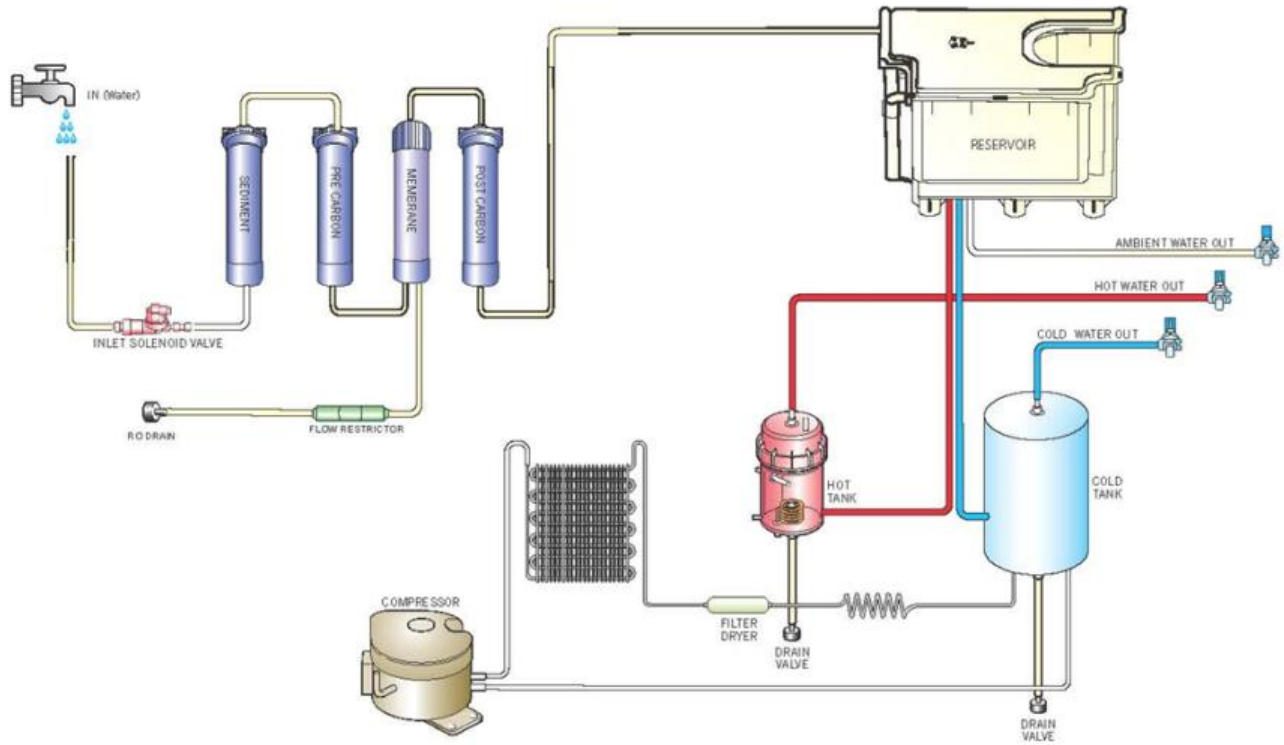 IN (Water)
SEDIMENT
PRE CARBON
MEMBRANE
POST CARBON
RESERVOIR
AMBIENT WATER OUT
HOT WATER OUT
COLD WATER OUT
INLET SOLENOID VALVE
RO DRAIN
FLOW RESTRICTOR
HOT
TANK
COLD
TANK
COMPRESSOR
FILTER
DRYER
DRAIN
VALVE
DRAIN
VALVE